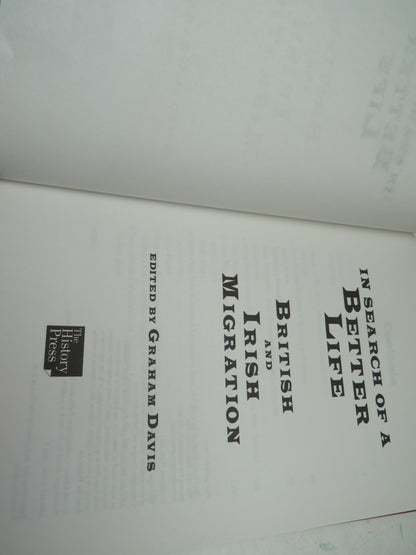 IN SEARCH OF A
BETTER
LIFE
BRITISH
AND
IRISH
MIGRATION
EDITED BY GRAHAM DAVIS
The
History
Press